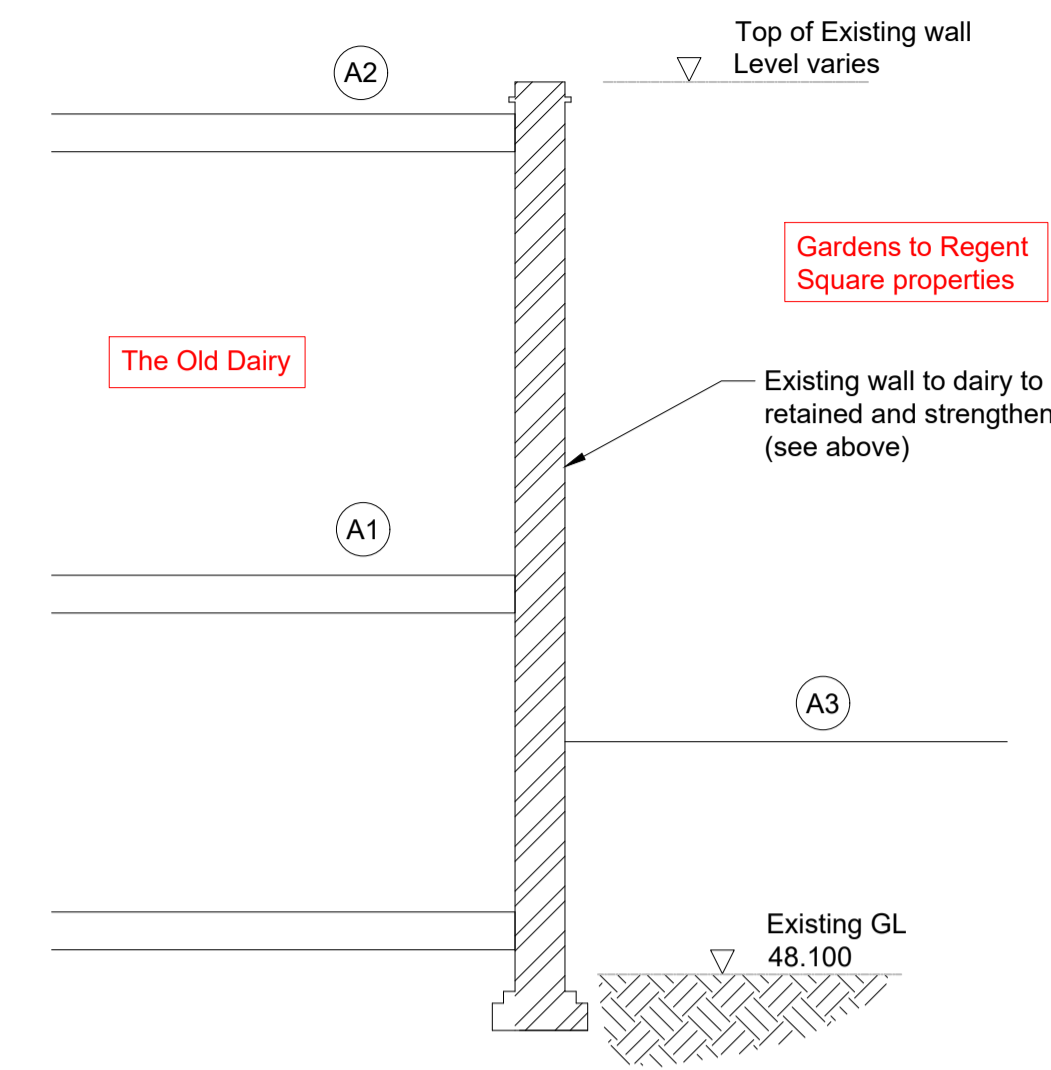 Top of Existing wall
Level varies
A2
Gardens to Regent
Square properties
The Old Dairy
Existing wall to dairy to
retained and strengthen
(see above)
A1
A3
Existing GL
48.100